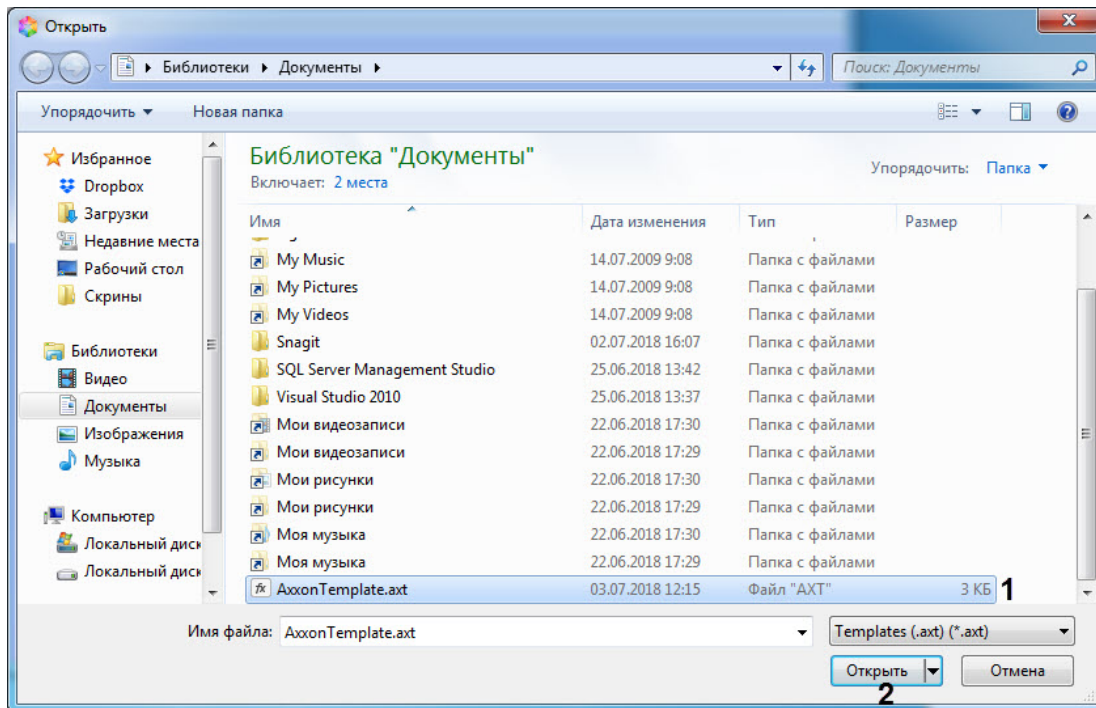 Открыть
Библиотеки Документы
Поиск: Документы
Упорядочить Новая папка
Избранное
Dropbox
Загрузки
Недавние места
Рабочий стол
Скрины
Библиотеки
Видео
Документы
Изображения
Музыка
Компьютер
Локальный диск
Локальный диск
Библиотека "Документы"
Включает: 2 места
Упорядочить: Папка
Имя Дата изменения Тип Размер
My Music 14.07.2009 9:08 Папка с файлами
My Pictures 14.07.2009 9:08 Папка с файлами
My Videos 14.07.2009 9:08 Папка с файлами
Snagit 02.07.2018 16:07 Папка с файлами
SQL Server Management Studio 25.06.2018 13:42 Папка с файлами
Visual Studio 2010 25.06.2018 13:37 Папка с файлами
Мои видеозаписи 22.06.2018 17:30 Папка с файлами
Мои видеозаписи 22.06.2018 17:29 Папка с файлами
Мои рисунки 22.06.2018 17:30 Папка с файлами
Мои рисунки 22.06.2018 17:29 Папка с файлами
Моя музыка 22.06.2018 17:30 Папка с файлами
Моя музыка 22.06.2018 17:29 Папка с файлами
AxxonTemplate.axt 03.07.2018 12:15 Файл "AXT" 3 КБ 1
Имя файла: AxxonTemplate.axt Templates (.axt) (*.axt)
Открыть Отмена
2